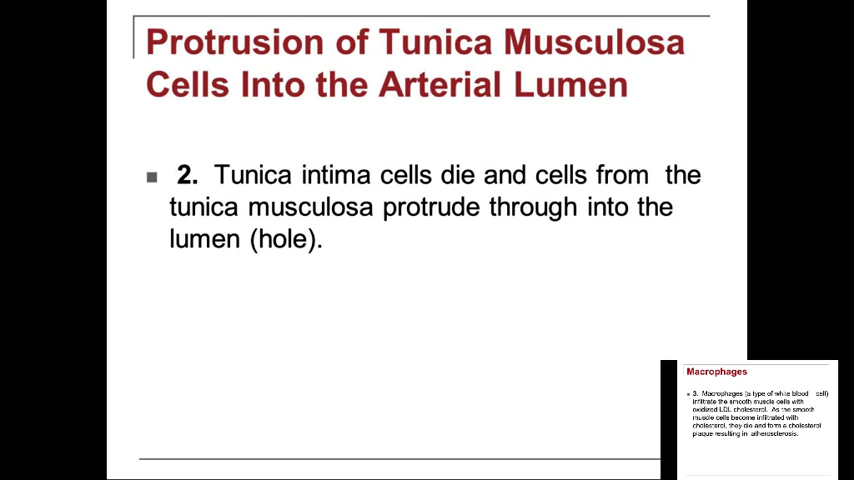 Protrusion of Tunica Musculosa
Cells Into the Arterial Lumen
2. Tunica intima cells die and cells from the
tunica musculosa protrude through into the
lumen (hole).
Macrophages
3. Macrophages (a type of white blood cell)
infiltrate the smooth muscle cells with
oxidized LDL cholesterol. As the smooth
muscle cells become infiltrated with
cholesterol, they die and form a cholesterol
plaque resulting in atherosclerosis.